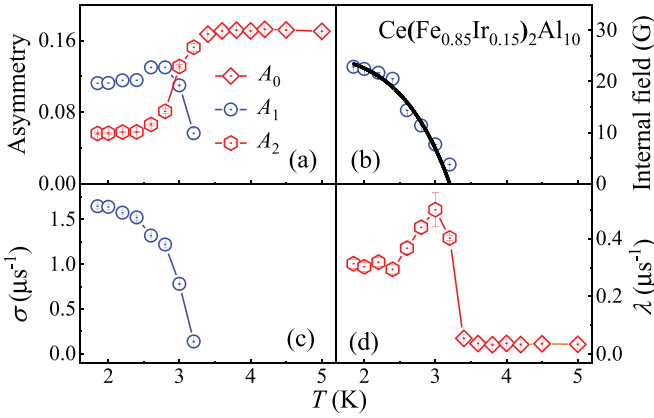 Ce(Fe₀.₈₅Ir₀.₁₅)₂Al₁₀
0.16
0.08
0.00
Asymmetry
A₀
A₁
A₂
(a)
(b)
30
20
10
0
Internal field (G)
1.5
1.0
0.5
0.0
σ (μs⁻¹)
(c)
(d)
0.4
0.2
0.0
λ (μs⁻¹)
2 3 4 5 2 3 4 5
T (K)